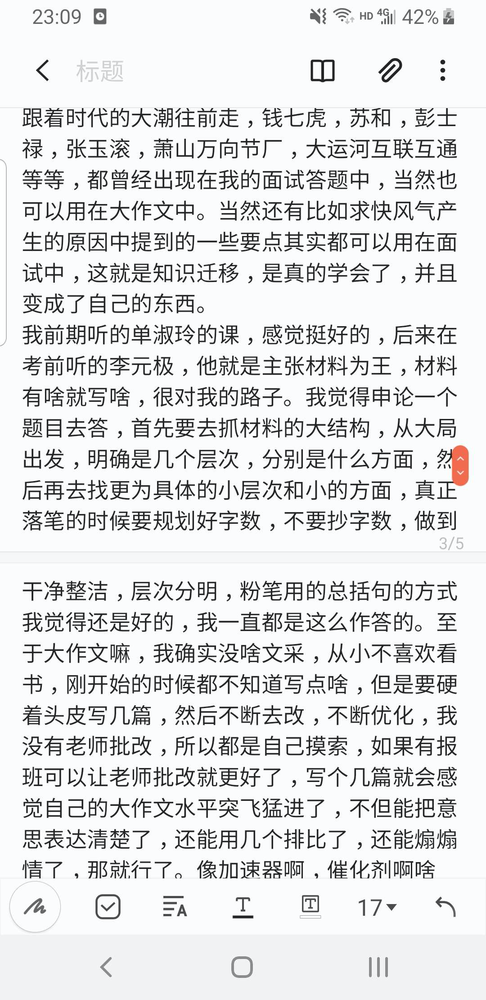 23:09
HD 4G 42%
标题
跟着时代的大潮往前走，钱七虎，苏和，彭士
禄，张玉滚，萧山万向节厂，大运河互联互通
等等，都曾经出现在我的面试答题中，当然也
可以用在大作文中。当然还有比如求快风气产
生的原因中提到的一些要点其实都可以用在面
试中，这就是知识迁移，是真的学会了，并且
变成了自己的东西。
我前期听的单淑玲的课，感觉挺好的，后来在
考前听的李元极，他就是主张材料为王，材料
有啥就写啥，很对我的路子。我觉得申论一个
题目去答，首先要去抓材料的大结构，从大局
出发，明确是几个层次，分别是什么方面，然
后再去找更为具体的小层次和小的方面，真正
落笔的时候要规划好字数，不要抄字数，做到
3/5
干净整洁，层次分明，粉笔用的总括句的方式
我觉得还是好的，我一直都是这么作答的。至
于大作文嘛，我确实没啥文采，从小不喜欢看
书，刚开始的时候都不知道写点啥，但是要硬
着头皮写几篇，然后不断去改，不断优化，我
没有老师批改，所以都是自己摸索，如果有报
班可以让老师批改就更好了，写个几篇就会感
觉自己的大作文水平突飞猛进了，不但能把意
思表达清楚了，还能用几个排比了，还能煽煽
情了，那就行了。像加速器啊，催化剂啊啥
17